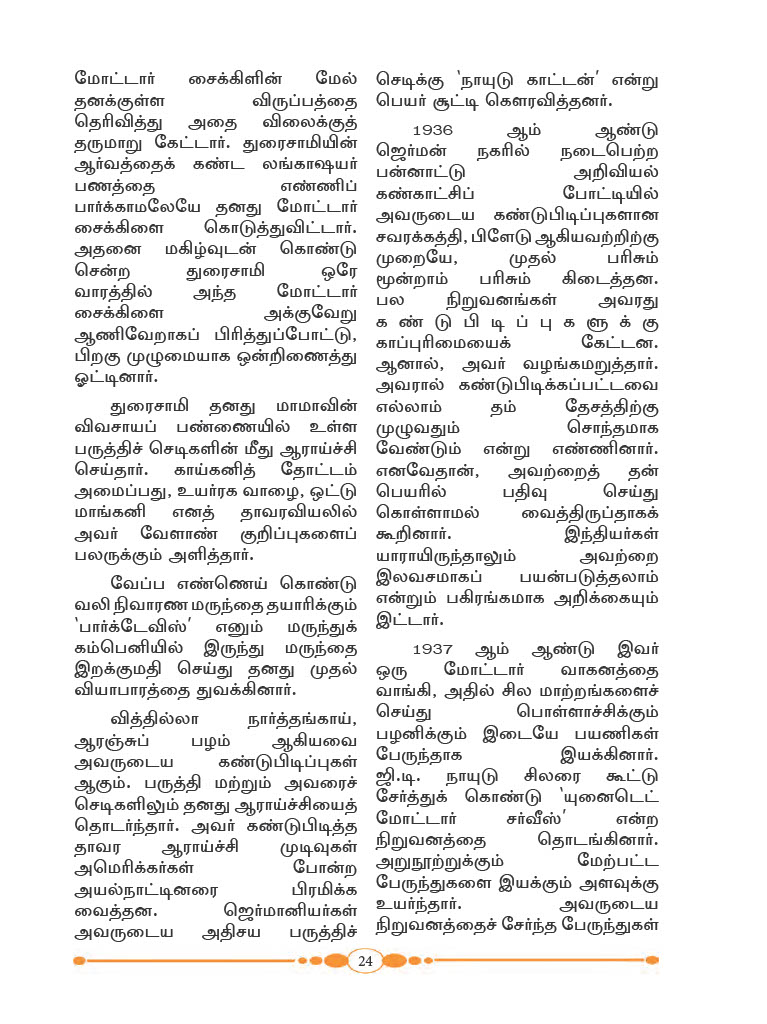 மோட்டார் சைக்கிளின் மேல்
தனக்குள்ள விருப்பத்தை
தெரிவித்து அதை விலைக்குத்
தருமாறு கேட்டார். துரைசாமியின்
ஆர்வத்தைக் கண்ட லங்காஷயர்
பணத்தை எண்ணிப்
பார்க்காமலேயே தனது மோட்டார்
சைக்கிளை கொடுத்துவிட்டார்.
அதனை மகிழ்வுடன் கொண்டு
சென்ற துரைசாமி ஒரே
வாரத்தில் அந்த மோட்டார்
சைக்கிளை அக்குவேறு
ஆணிவேறாகப் பிரித்துப்போட்டு,
பிறகு முழுமையாக ஒன்றிணைத்து
ஓட்டினார்.
துரைசாமி தனது மாமாவின்
விவசாயப் பண்ணையில் உள்ள
பருத்திச் செடிகளின் மீது ஆராய்ச்சி
செய்தார். காய்கனித் தோட்டம்
அமைப்பது, உயர்ரக வாழை, ஒட்டு
மாங்கனி எனத் தாவரவியலில்
அவர் வேளாண் குறிப்புகளைப்
பலருக்கும் அளித்தார்.
வேப்ப எண்ணெய் கொண்டு
வலி நிவாரண மருந்தை தயாரிக்கும்
‘பார்க்டேவிஸ்’ எனும் மருந்துக்
கம்பெனியில் இருந்து மருந்தை
இறக்குமதி செய்து தனது முதல்
வியாபாரத்தை துவக்கினார்.
வித்தில்லா நார்த்தங்காய்,
ஆரஞ்சுப் பழம் ஆகியவை
அவருடைய கண்டுபிடிப்புகள்
ஆகும். பருத்தி மற்றும் அவரைச்
செடிகளிலும் தனது ஆராய்ச்சியைத்
தொடர்ந்தார். அவர் கண்டுபிடித்த
தாவர ஆராய்ச்சி முடிவுகள்
அமெரிக்கர்கள் போன்ற
அயல்நாட்டினரை பிரமிக்க
வைத்தன. ஜெர்மானியர்கள்
அவருடைய அதிசய பருத்திச்
செடிக்கு ‘நாயுடு காட்டன்’ என்று
பெயர் சூட்டி கௌரவித்தனர்.
1936 ஆம் ஆண்டு
ஜெர்மன் நகரில் நடைபெற்ற
பன்னாட்டு அறிவியல்
கண்காட்சிப் போட்டியில்
அவருடைய கண்டுபிடிப்புகளான
சவரக்கத்தி, பிளேடு ஆகியவற்றிற்கு
முறையே, முதல் பரிசும்
மூன்றாம் பரிசும் கிடைத்தன.
பல நிறுவனங்கள் அவரது
கண்டுபிடிப்புகளுக்கு
காப்புரிமையைக் கேட்டன.
ஆனால், அவர் வழங்கமறுத்தார்.
அவரால் கண்டுபிடிக்கப்பட்டவை
எல்லாம் தம் தேசத்திற்கு
முழுவதும் சொந்தமாக
வேண்டும் என்று எண்ணினார்.
எனவேதான், அவற்றைத் தன்
பெயரில் பதிவு செய்து
கொள்ளாமல் வைத்திருப்தாகக்
கூறினார். இந்தியர்கள்
யாராயிருந்தாலும் அவற்றை
இலவசமாகப் பயன்படுத்தலாம்
என்றும் பகிரங்கமாக அறிக்கையும்
இட்டார்.
1937 ஆம் ஆண்டு இவர்
ஒரு மோட்டார் வாகனத்தை
வாங்கி, அதில் சில மாற்றங்களைச்
செய்து பொள்ளாச்சிக்கும்
பழனிக்கும் இடையே பயணிகள்
பேருந்தாக இயக்கினார்.
ஜி.டி. நாயுடு சிலரை கூட்டு
சேர்த்துக் கொண்டு ‘யுனைடெட்
மோட்டார் சர்வீஸ்’ என்ற
நிறுவனத்தை தொடங்கினார்.
அறுநூற்றுக்கும் மேற்பட்ட
பேருந்துகளை இயக்கும் அளவுக்கு
உயர்ந்தார். அவருடைய
நிறுவனத்தைச் சேர்ந்த பேருந்துகள்
24